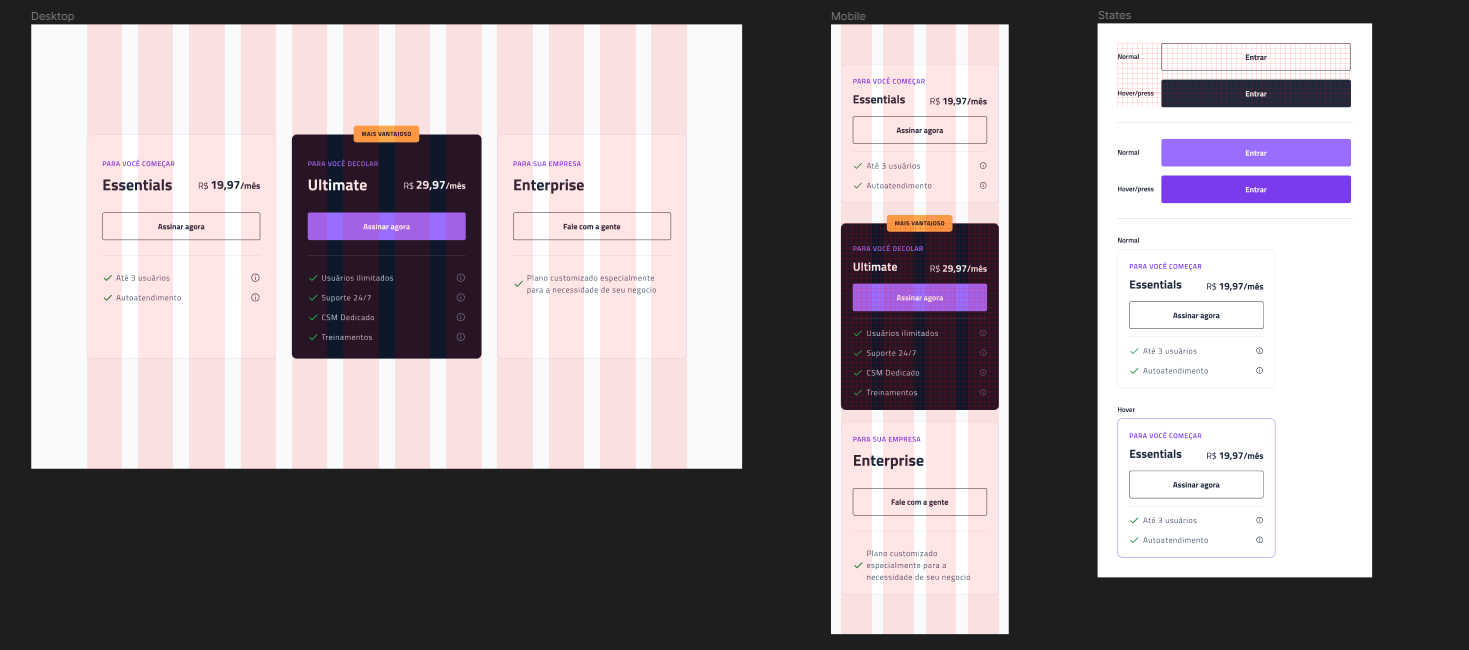 Desktop
PARA VOCÊ COMEÇAR
Essentials R$ 19,97/mês
Assinar agora
Até 3 usuários
Autoatendimento
MAIS VANTAJOSO
PARA VOCÊ DECOLAR
Ultimate R$ 29,97/mês
Assinar agora
Usuários ilimitados
Suporte 24/7
CSM Dedicado
Treinamentos
PARA SUA EMPRESA
Enterprise
Fale com a gente
Plano customizado especialmente
para a necessidade de seu negocio
Mobile
PARA VOCÊ COMEÇAR
Essentials R$ 19,97/mês
Assinar agora
Até 3 usuários
Autoatendimento
MAIS VANTAJOSO
PARA VOCÊ DECOLAR
Ultimate R$ 29,97/mês
Assinar agora
Usuários ilimitados
Suporte 24/7
CSM Dedicado
Treinamentos
PARA SUA EMPRESA
Enterprise
Fale com a gente
Plano customizado
especialmente para a
necessidade de seu negocio
States
Normal Entrar
Hover/press Entrar
Normal Entrar
Hover/press Entrar
Normal
PARA VOCÊ COMEÇAR
Essentials R$ 19,97/mês
Assinar agora
Até 3 usuários
Autoatendimento
Hover
PARA VOCÊ COMEÇAR
Essentials R$ 19,97/mês
Assinar agora
Até 3 usuários
Autoatendimento